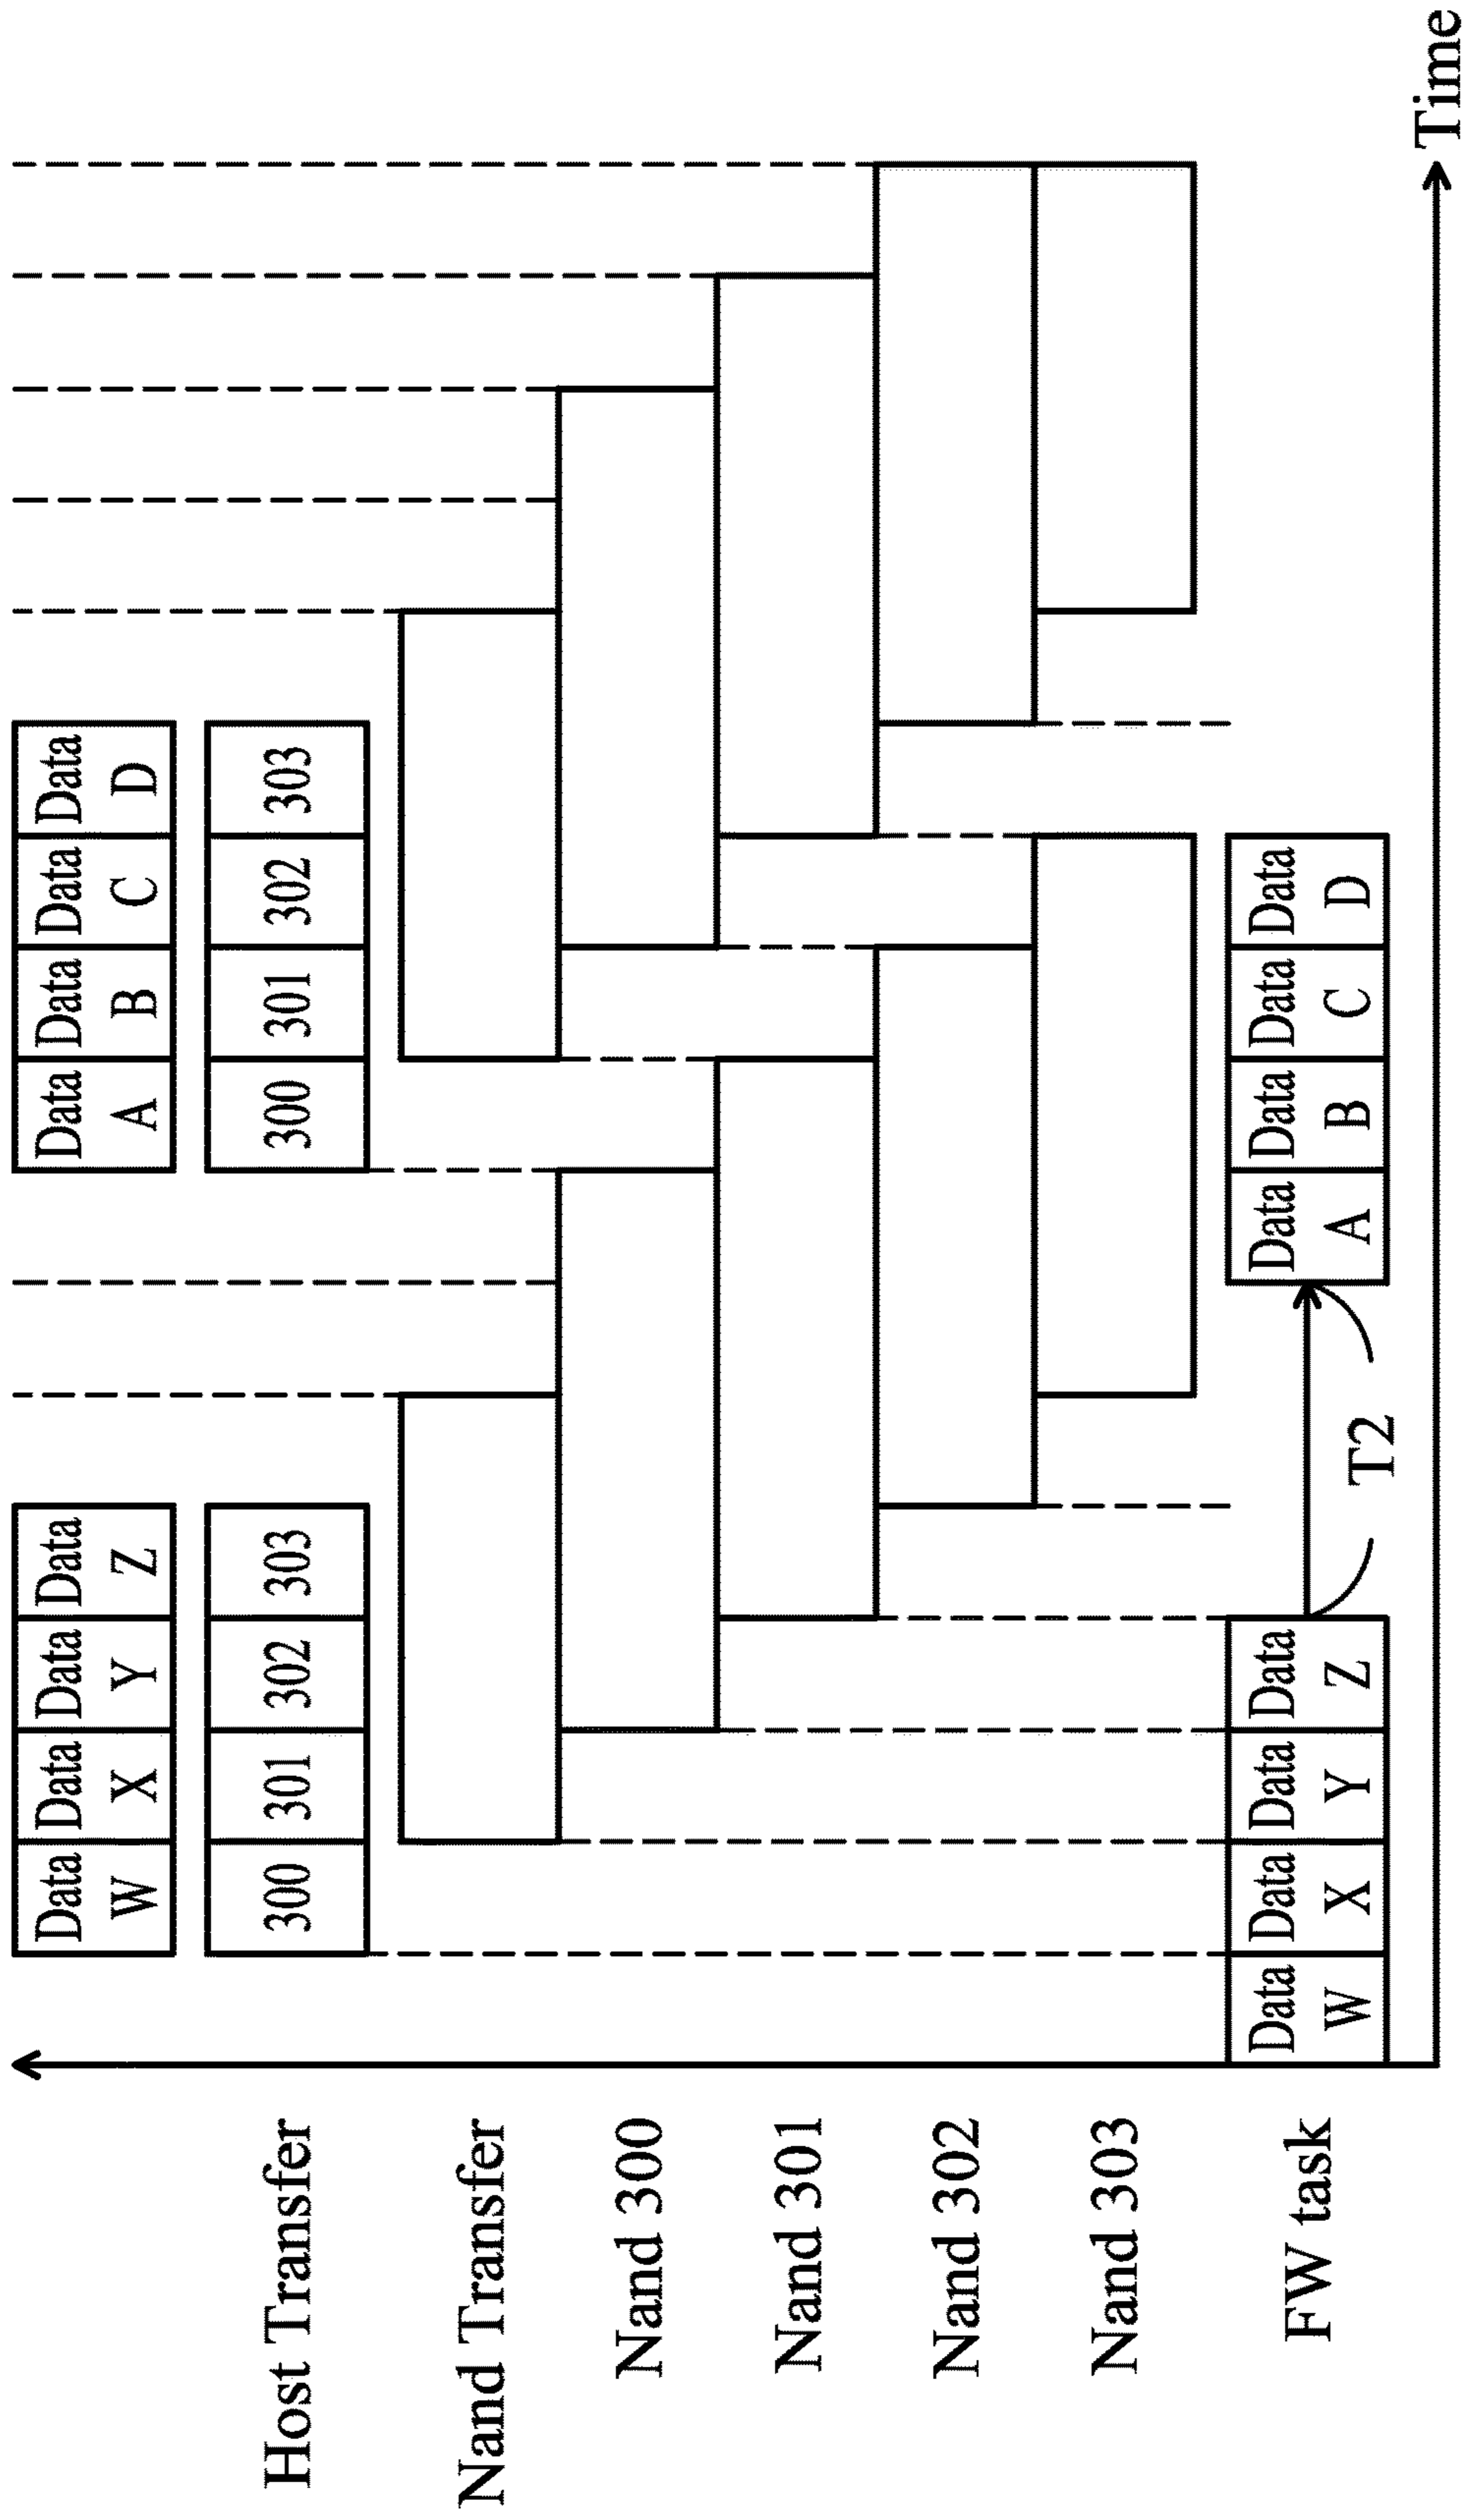 Data
W
Data
X
Data
Y
Data
Z
Data
A
Data
B
Data
C
Data
D
Host Transfer
300
301
302
303
300
301
302
303
Nand Transfer
Nand 300
Nand 301
Nand 302
Nand 303
FW task
Data
W
Data
X
Data
Y
Data
Z
T2
Data
A
Data
B
Data
C
Data
D
Time